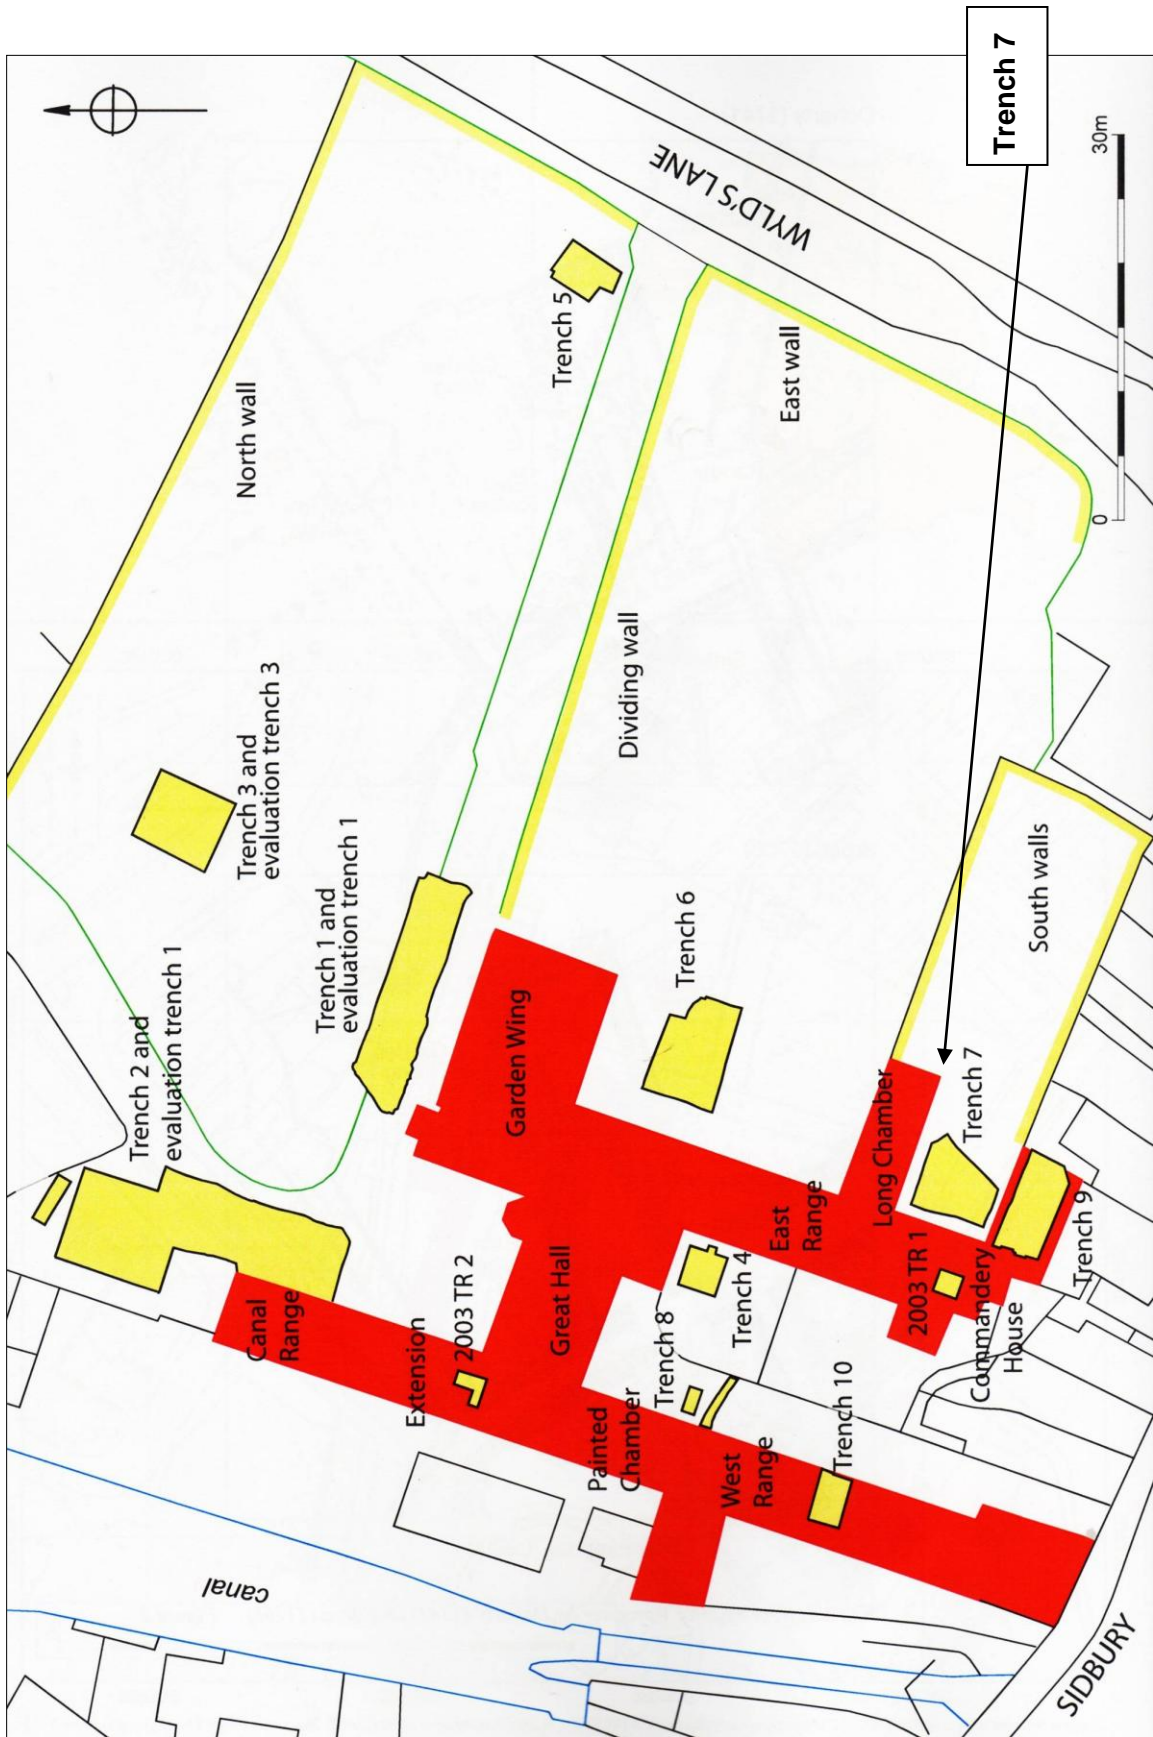 Trench 7
30m
0
WYLD'S LANE
North wall
Trench 5
East wall
Trench 3 and
evaluation trench 3
Dividing wall
Trench 2 and
evaluation trench 1
Trench 1 and
evaluation trench 1
Trench 6
South walls
Garden Wing
Long Chamber
Trench 7
East
Range
Canal
Range
Extension
2003 TR 2
Great Hall
Trench 4
Trench 8
2003 TR 1
Commandery
House
Trench 9
Painted
Chamber
West
Range
Trench 10
canal
SIDBURY